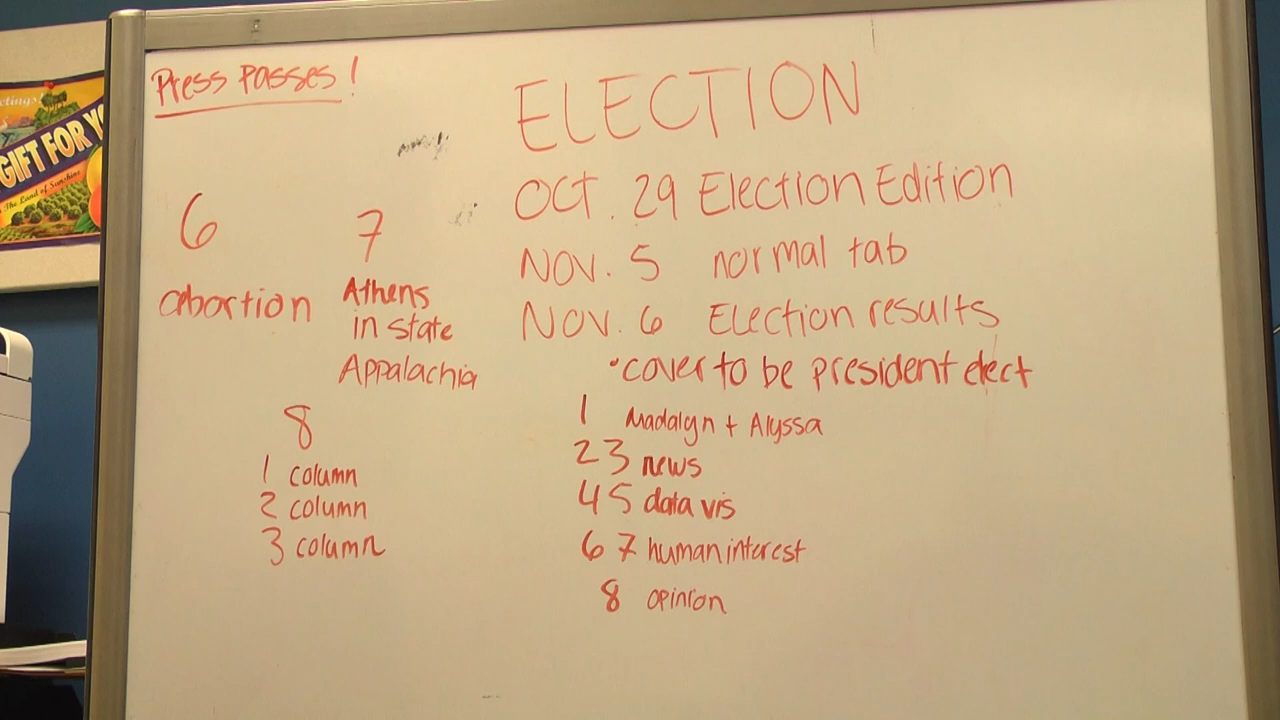 Press Passes!
ELECTION
OCT. 29 Election Edition
NOV. 5 normal tab
NOV. 6 Election results
•cover to be president elect
1 Madalyn + Alyssa
2 3 news
4 5 data vis
6 7 human interest
8 opinion
6
abortion
7
Athens
in state
Appalachia
8
1 column
2 column
3 column
GIFT FOR
The Land of Sunshine